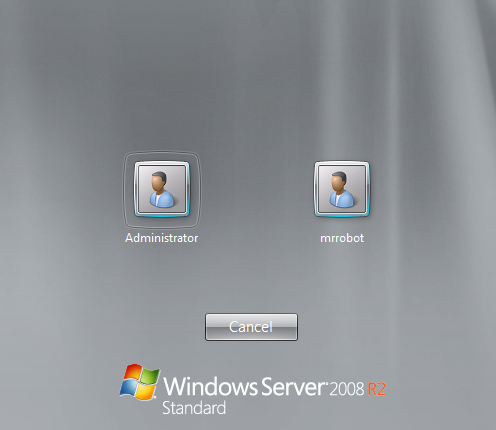 Administrator
mrrobot
Cancel
Windows Server 2008 R2
Standard